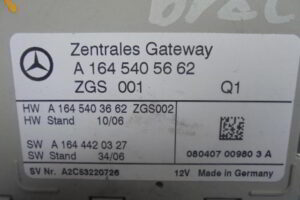 Zentrales Gateway
A 164 540 56 62
ZGS 001 Q1
HW A 164 540 36 62 ZGS002
HW Stand 10/06
SW A 164 442 03 27
SW Stand 34/06
080407 00980 3 A
SV Nr. A2C53220726 12V Made in Germany